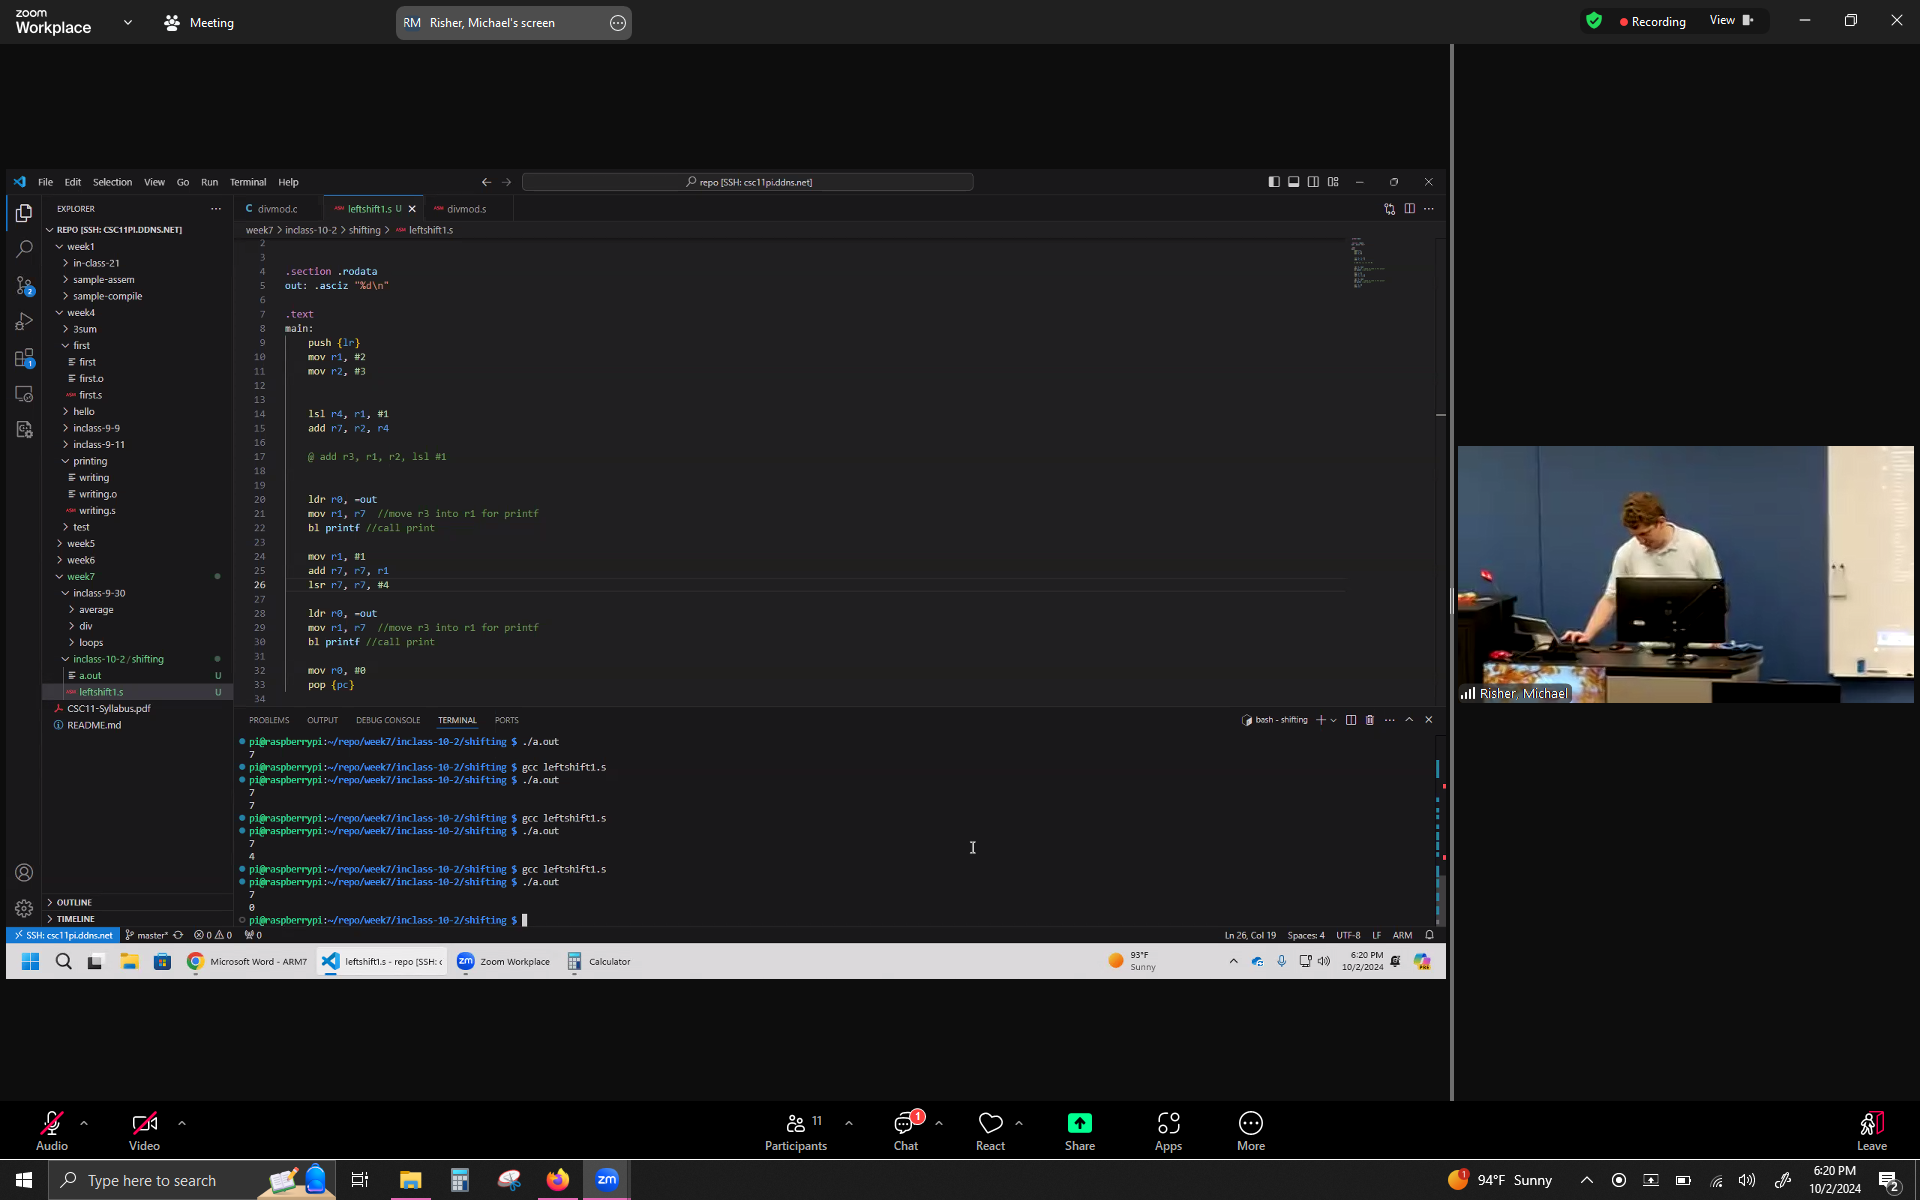 zoom
Workplace
Meeting
RM Risher, Michael's screen
Recording
View
File Edit Selection View Go Run Terminal Help
repo [SSH: csc11pi.ddns.net]
EXPLORER
divmod.c
leftshift1.s U
divmod.s
REPO [SSH: CSC11PI.DDNS.NET]
week7 > inclass-10-2 > shifting > leftshift1.s
week1
in-class-21
sample-assem
sample-compile
week4
3sum
first
first
first.o
first.s
hello
inclass-9-9
inclass-9-11
printing
writing
writing.o
writing.s
test
week5
week6
week7
inclass-9-30
average
div
loops
inclass-10-2 / shifting
a.out U
leftshift1.s U
CSC11-Syllabus.pdf
README.md
OUTLINE
TIMELINE
2
3
4 .section .rodata
5 out: .asciz "%d\n"
6
7 .text
8 main:
9 push {lr}
10 mov r1, #2
11 mov r2, #3
12
13
14 lsl r4, r1, #1
15 add r7, r2, r4
16
17 @ add r3, r1, r2, lsl #1
18
19
20 ldr r0, =out
21 mov r1, r7 //move r3 into r1 for printf
22 bl printf //call print
23
24 mov r1, #1
25 add r7, r7, r1
26 lsr r7, r7, #4
27
28 ldr r0, =out
29 mov r1, r7 //move r3 into r1 for printf
30 bl printf //call print
31
32 mov r0, #0
33 pop {pc}
34
PROBLEMS OUTPUT DEBUG CONSOLE TERMINAL PORTS
bash - shifting
pi@raspberrypi:~/repo/week7/inclass-10-2/shifting $ ./a.out
7
pi@raspberrypi:~/repo/week7/inclass-10-2/shifting $ gcc leftshift1.s
pi@raspberrypi:~/repo/week7/inclass-10-2/shifting $ ./a.out
7
7
pi@raspberrypi:~/repo/week7/inclass-10-2/shifting $ gcc leftshift1.s
pi@raspberrypi:~/repo/week7/inclass-10-2/shifting $ ./a.out
7
4
pi@raspberrypi:~/repo/week7/inclass-10-2/shifting $ gcc leftshift1.s
pi@raspberrypi:~/repo/week7/inclass-10-2/shifting $ ./a.out
7
0
pi@raspberrypi:~/repo/week7/inclass-10-2/shifting $
SSH: csc11pi.ddns.net master* 0 0 0
Ln 26, Col 19 Spaces: 4 UTF-8 LF ARM
Microsoft Word - ARM7
leftshift1.s - repo [SSH: c
Zoom Workplace
Calculator
93°F
Sunny
6:20 PM
10/2/2024
Risher, Michael
Audio
Video
11
Participants
1
Chat
React
Share
Apps
More
Leave
Type here to search
zm
94°F Sunny
6:20 PM
10/2/2024
2